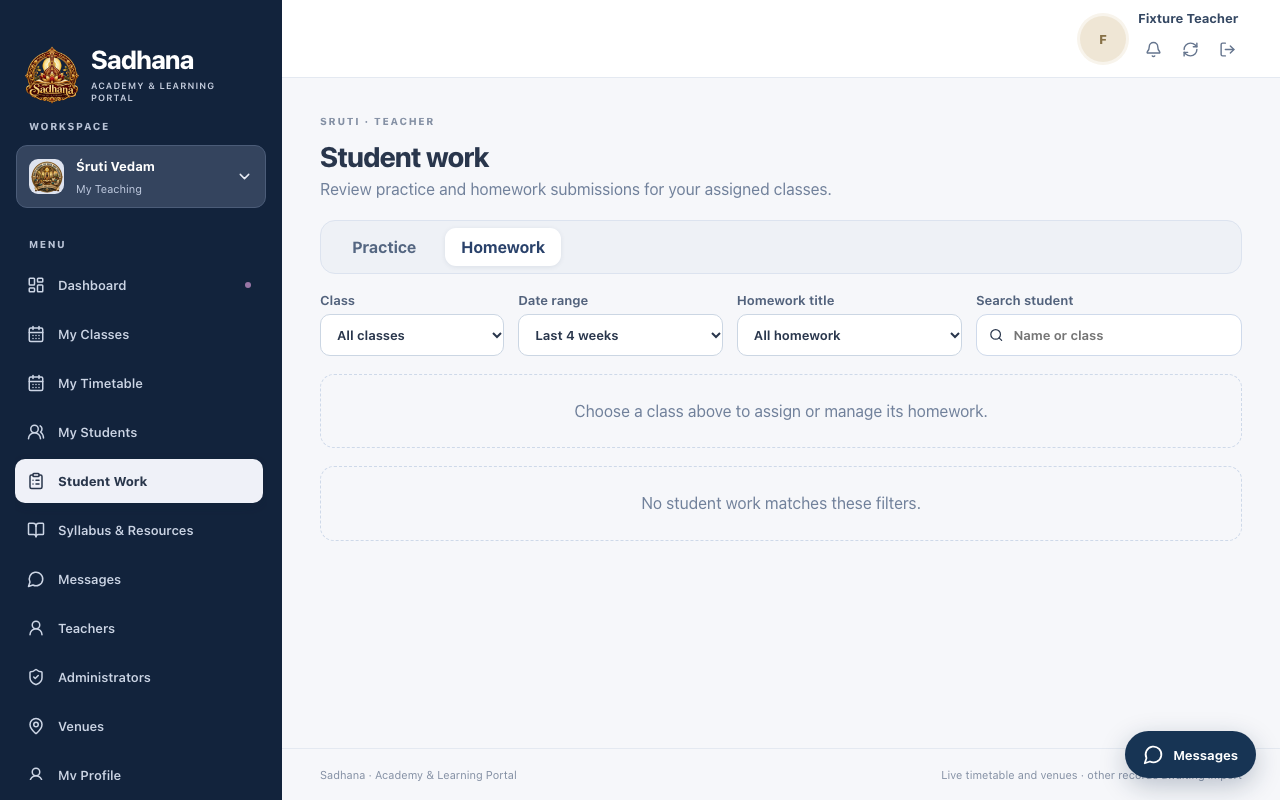 Sadhana
ACADEMY & LEARNING
PORTAL
Sadhana
WORKSPACE
Śruti Vedam
My Teaching
MENU
Dashboard
My Classes
My Timetable
My Students
Student Work
Syllabus & Resources
Messages
Teachers
Administrators
Venues
My Profile
F
Fixture Teacher
SRUTI · TEACHER
Student work
Review practice and homework submissions for your assigned classes.
Practice
Homework
Class
Date range
Homework title
Search student
All classes
Last 4 weeks
All homework
Name or class
Choose a class above to assign or manage its homework.
No student work matches these filters.
Sadhana · Academy & Learning Portal
Live timetable and venues · other
Messages